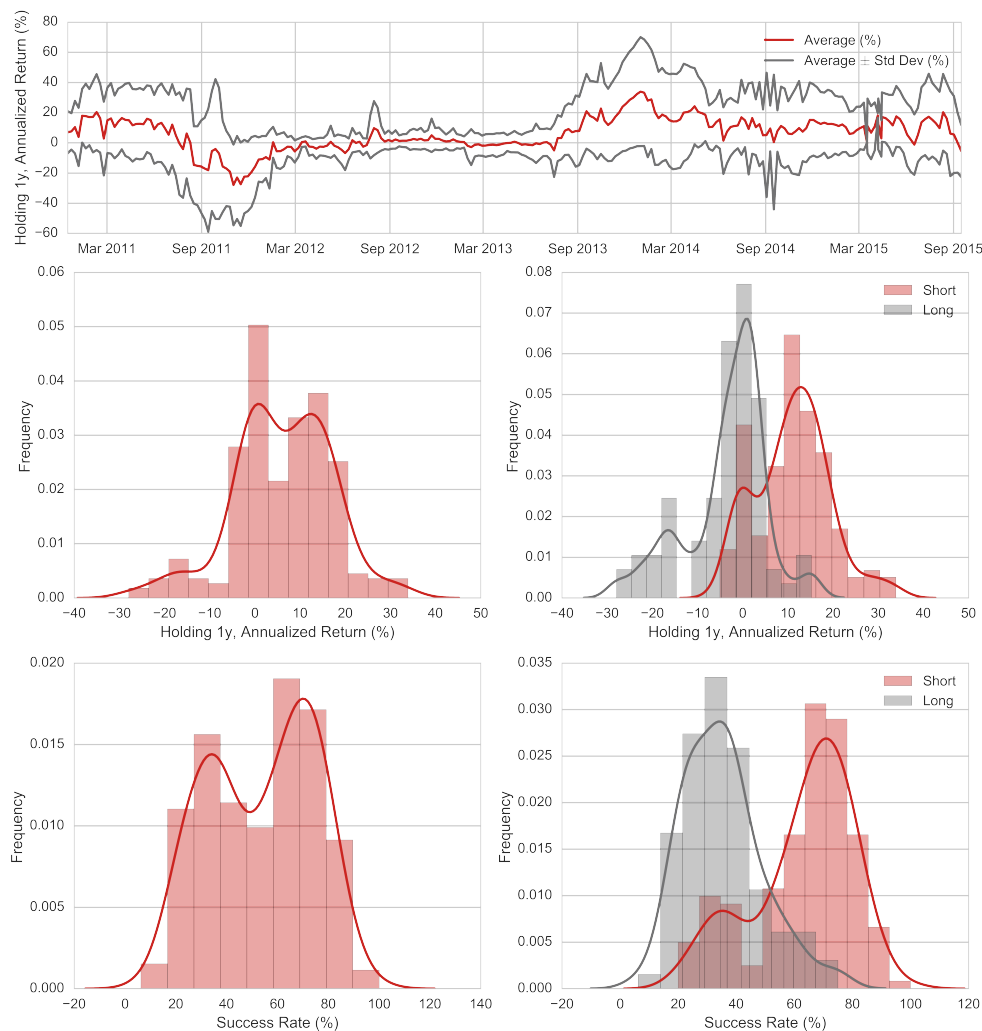 Holding 1y, Annualized Return (%)
80
60
40
20
0
−20
−40
−60
Average (%)
Average ± Std Dev (%)
Mar 2011 Sep 2011 Mar 2012 Sep 2012 Mar 2013 Sep 2013 Mar 2014 Sep 2014 Mar 2015 Sep 2015
Frequency
0.06
0.05
0.04
0.03
0.02
0.01
0.00
−40 −30 −20 −10 0 10 20 30 40 50
Holding 1y, Annualized Return (%)
Frequency
0.08
0.07
0.06
0.05
0.04
0.03
0.02
0.01
0.00
Short
Long
−40 −30 −20 −10 0 10 20 30 40 50
Holding 1y, Annualized Return (%)
Frequency
0.020
0.015
0.010
0.005
0.000
−20 0 20 40 60 80 100 120 140
Success Rate (%)
Frequency
0.035
0.030
0.025
0.020
0.015
0.010
0.005
0.000
Short
Long
−20 0 20 40 60 80 100 120
Success Rate (%)